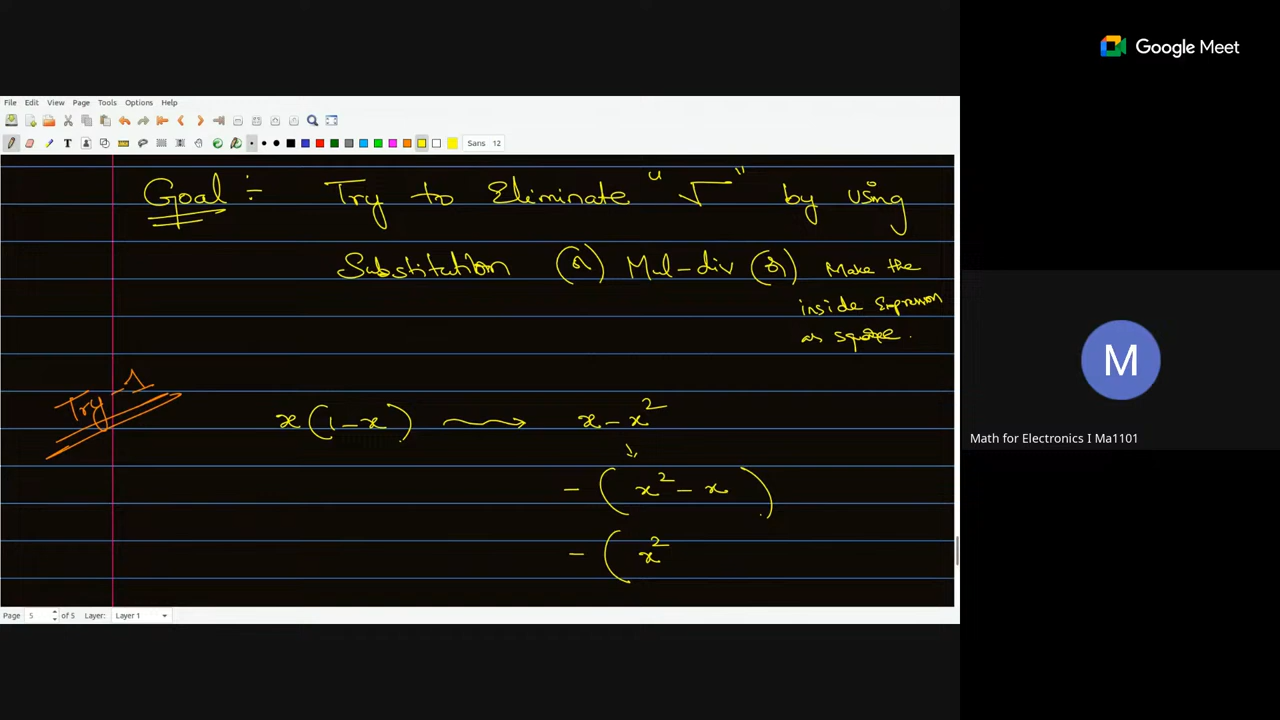 Google Meet
File Edit View Page Tools Options Help
Sans 12
Goal ÷ Try to Eliminate "√" by using
Substitution (r) Mul-div (r) Make the
inside Expression
as square.
Try-1
x(1-x) ⟿ x - x²
↓
- ( x² - x )
- ( x²
M
Math for Electronics I Ma1101
Page 5 of 5 Layer: Layer 1